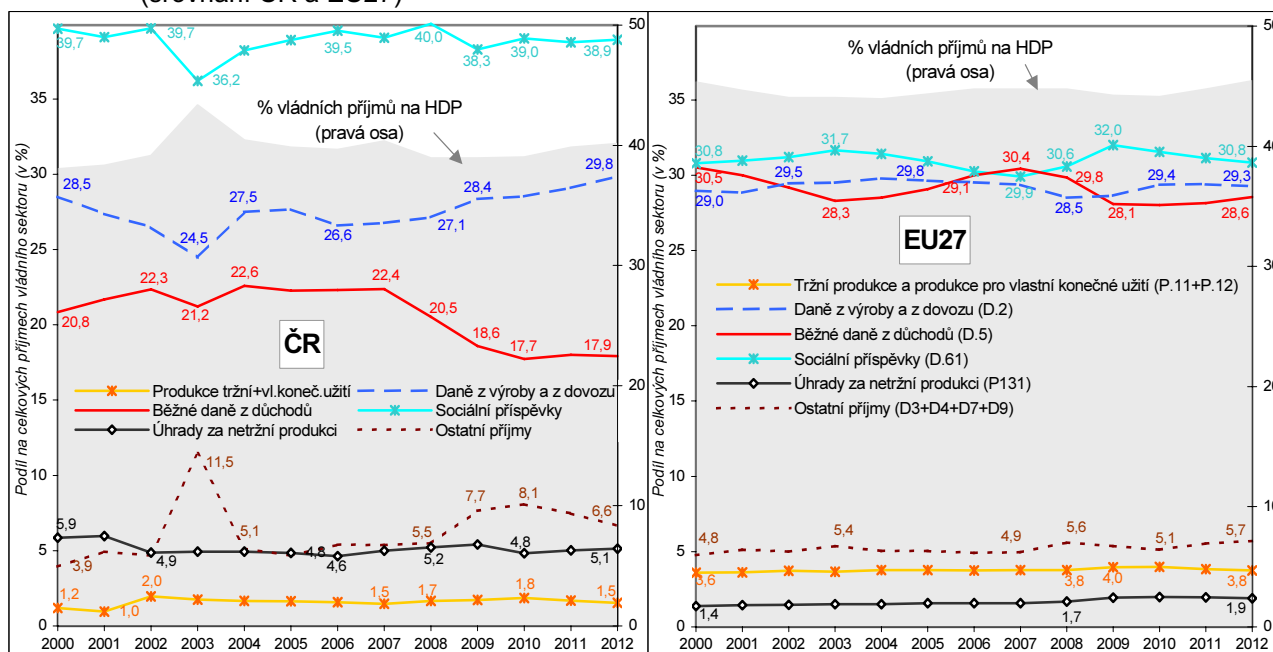 (srovnání ČR a EU27)
Podíl na celkových příjmech vládního sektoru (v %)
% vládních příjmů na HDP
(pravá osa)
ČR
39,7 39,7 36,2 39,5 40,0 38,3 39,0 38,9
28,5 24,5 27,5 26,6 27,1 28,4 29,8
20,8 22,3 21,2 22,6 22,4 20,5 18,6 17,7 17,9
Produkce tržní+vl.koneč.užití
Daně z výroby a z dovozu
Běžné daně z důchodů
Sociální příspěvky
Úhrady za netržní produkci
Ostatní příjmy
3,9 11,5 5,1 4,8 5,5 7,7 8,1 6,6
5,9 4,9 4,6 5,2 4,8 5,1
1,2 1,0 2,0 1,5 1,7 1,8 1,5
35
30
25
20
15
10
5
0
50
40
30
20
10
0
2000 2001 2002 2003 2004 2005 2006 2007 2008 2009 2010 2011 2012
Podíl na celkových příjmech vládního sektoru (v %)
% vládních příjmů na HDP
(pravá osa)
30,8 31,7 29,9 30,6 32,0 30,8
29,0 29,5 29,8 28,5 29,4 29,3
30,5 28,3 29,1 30,4 29,8 28,1 28,6
EU27
Tržní produkce a produkce pro vlastní konečné užití (P.11+P.12)
Daně z výroby a z dovozu (D.2)
Běžné daně z důchodů (D.5)
Sociální příspěvky (D.61)
Úhrady za netržní produkci (P131)
Ostatní příjmy (D3+D4+D7+D9)
4,8 5,4 4,9 5,6 5,1 5,7
3,6 3,8 4,0 3,8
1,4 1,7 1,9
35
30
25
20
15
10
5
0
50
40
30
20
10
0
2000 2001 2002 2003 2004 2005 2006 2007 2008 2009 2010 2011 2012